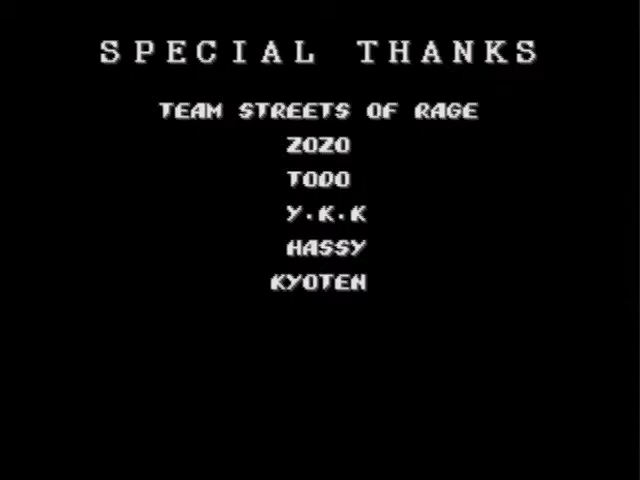 SPECIAL THANKS
TEAM STREETS OF RAGE
ZOZO
TODO
Y.K.K
HASSY
KYOTEN